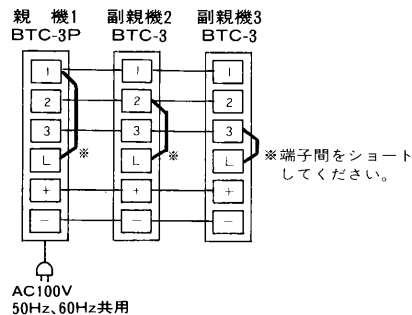 親 機1 副親機2 副親機3
BTC-3P BTC-3 BTC-3
1 1 1
2 2 2
3 3 3
L ※ L ※ L ※端子間をショート
してください。
+ + +
− − −
AC100V
50Hz、60Hz共用